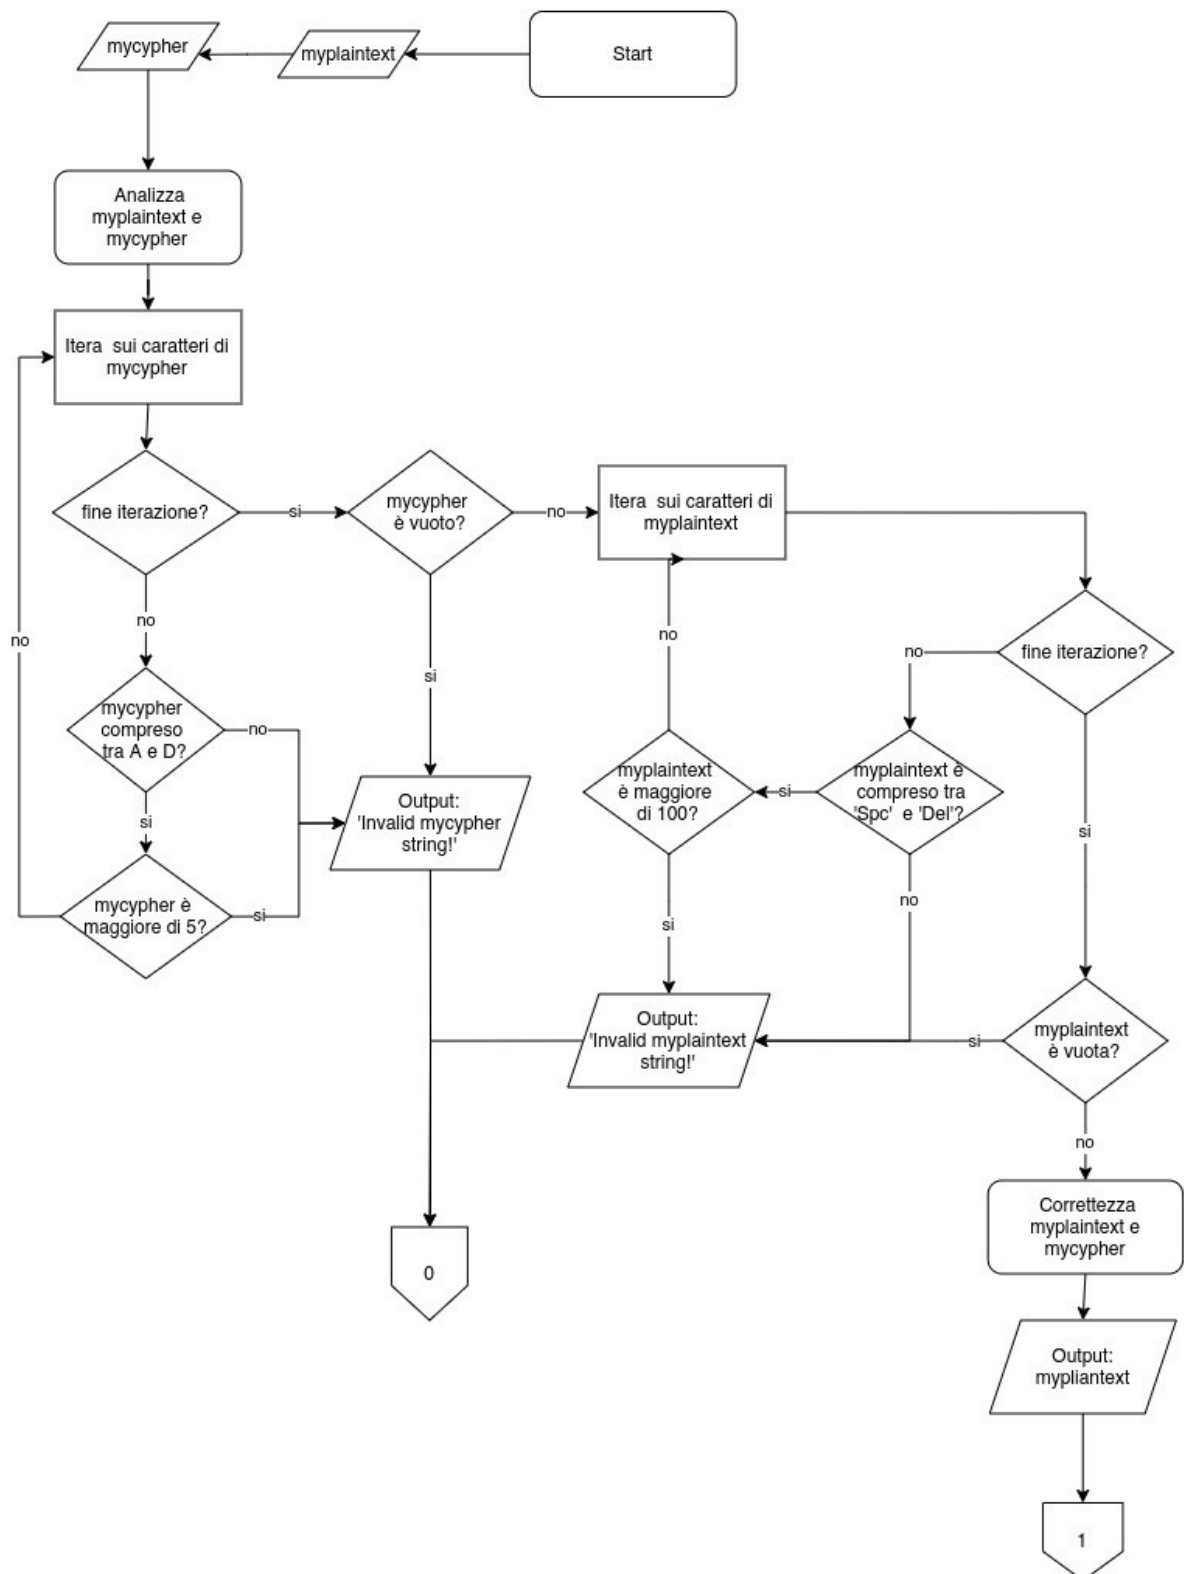 mycypher
myplaintext
Start
Analizza
myplaintext e
mycypher
Itera  sui caratteri di
mycypher
fine iterazione?
si
mycypher
è vuoto?
no
Itera  sui caratteri di
myplaintext
no
no
si
no
no
fine iterazione?
mycypher
compreso
tra A e D?
no
myplaintext
è maggiore
di 100?
si
myplaintext è
compreso tra
'Spc'  e 'Del'?
si
Output:
'Invalid mycypher
string!'
si
mycypher è
maggiore di 5?
si
si
no
Output:
'Invalid myplaintext
string!'
si
myplaintext
è vuota?
no
Correttezza
myplaintext e
mycypher
0
Output:
mypliantext
1